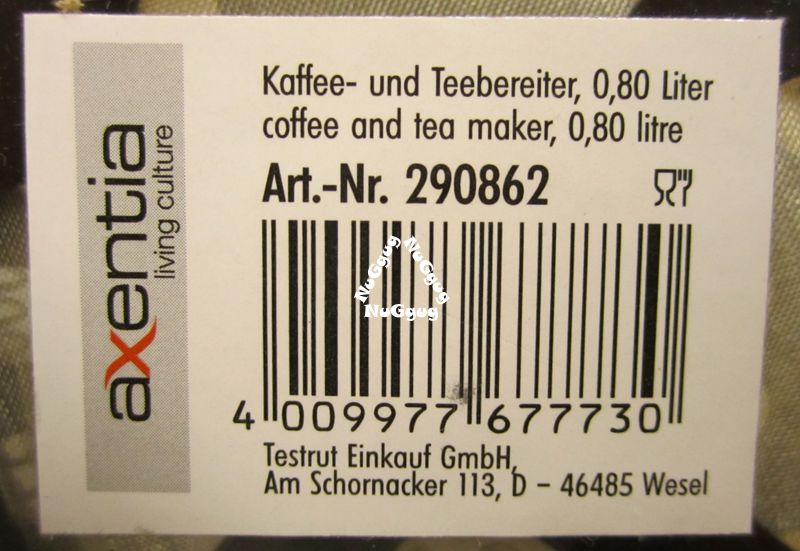 axentia
living culture
Kaffee- und Teebereiter, 0,80 Liter
coffee and tea maker, 0,80 litre
Art.-Nr. 290862
NuGgug NuGgug
NuGgug
4 009977 677730
Testrut Einkauf GmbH,
Am Schornacker 113, D – 46485 Wesel